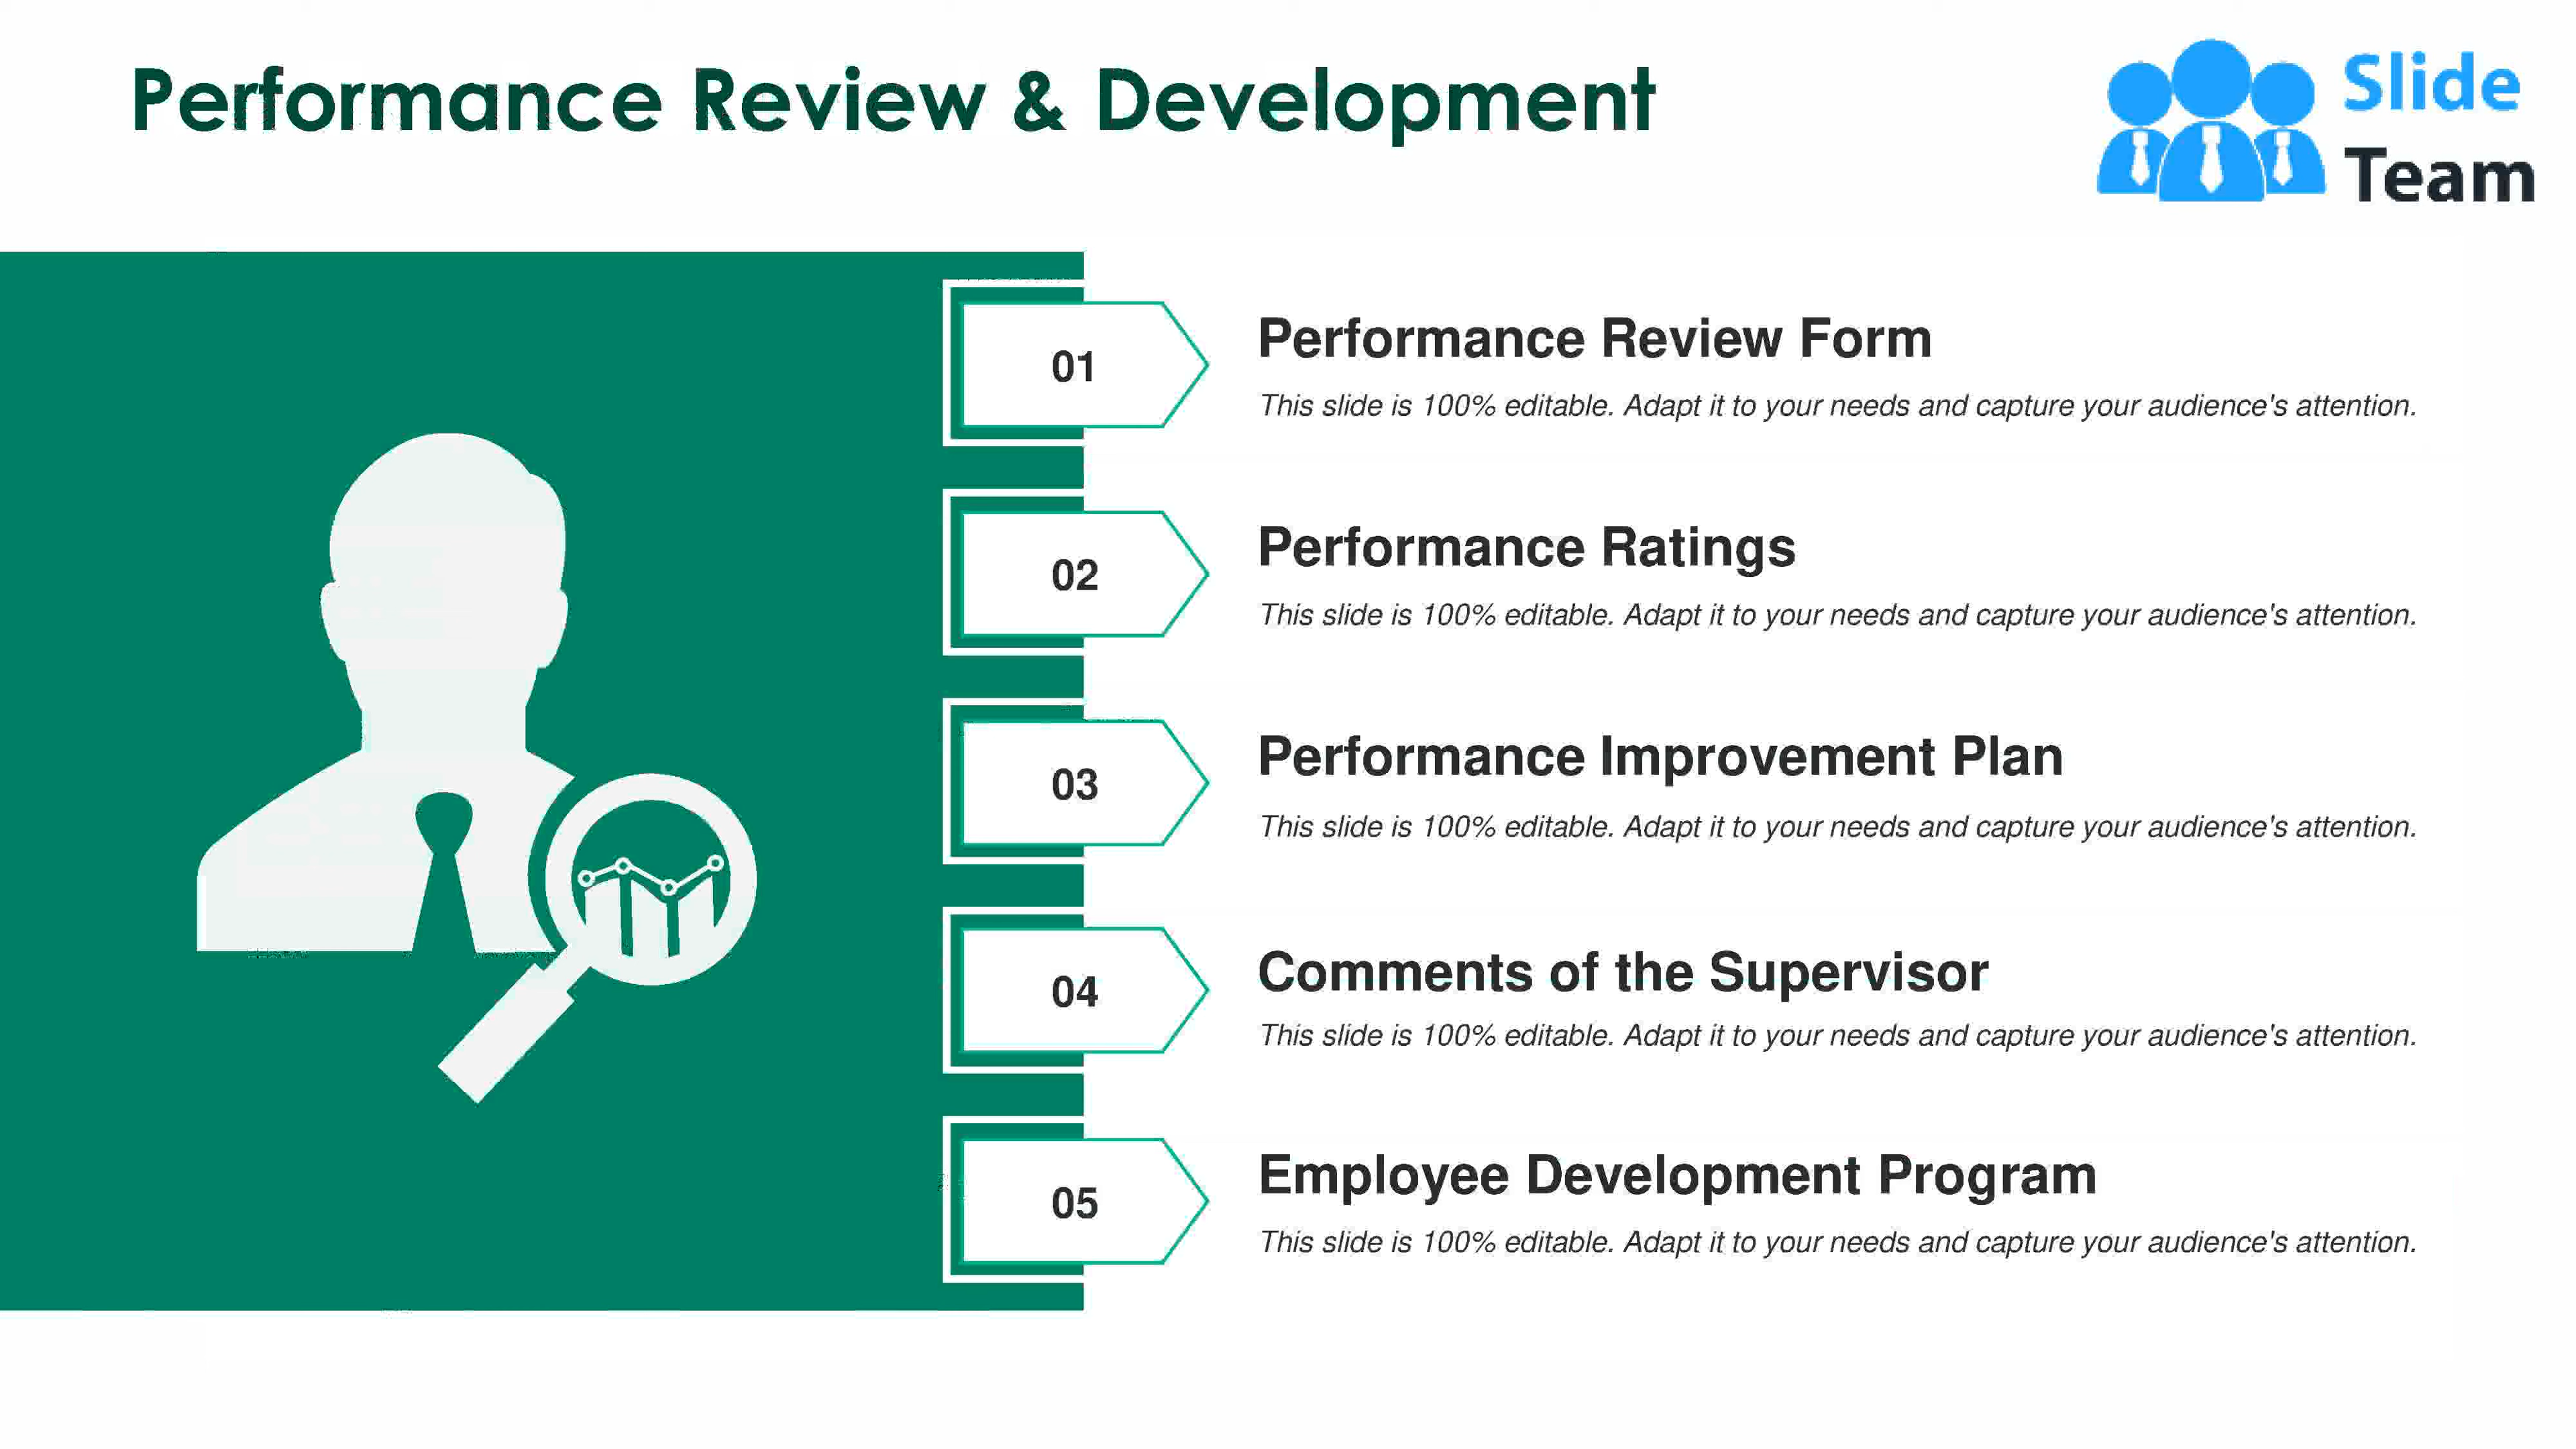 Performance Review & Development
Slide
Team
01
Performance Review Form
This slide is 100% editable. Adapt it to your needs and capture your audience's attention.
02
Performance Ratings
This slide is 100% editable. Adapt it to your needs and capture your audience's attention.
03
Performance Improvement Plan
This slide is 100% editable. Adapt it to your needs and capture your audience's attention.
04
Comments of the Supervisor
This slide is 100% editable. Adapt it to your needs and capture your audience's attention.
05
Employee Development Program
This slide is 100% editable. Adapt it to your needs and capture your audience's attention.